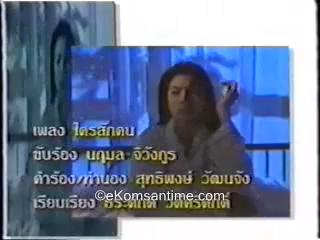 เพลง ใครสักคน
ขับร้อง นกุมูล จิวังกูร
คำร้อง/ทำนอง สุทธิพงษ์ วัฒนจัง
©eKomsantime.com
เรียบเรียง